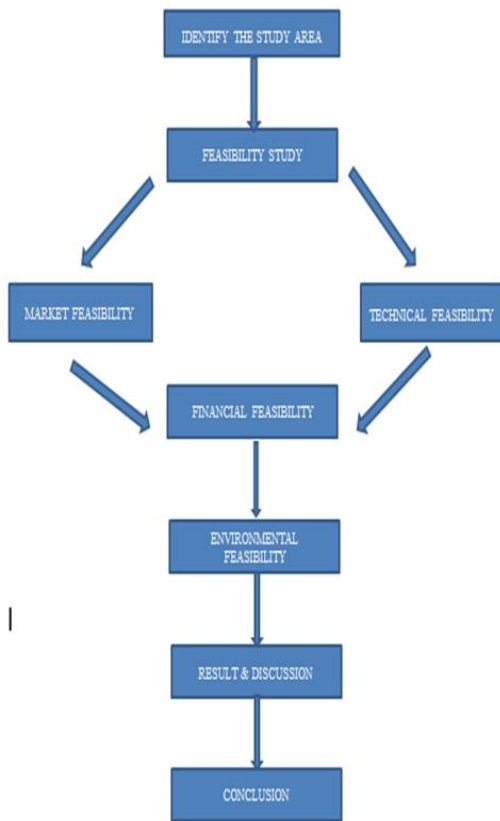 IDENTIFY THE STUDY AREA
FEASIBILITY STUDY
MARKET FEASIBILITY
TECHNICAL FEASIBILITY
FINANCIAL FEASIBILITY
ENVIRONMENTAL
FEASIBILITY
RESULT & DISCUSSION
CONCLUSION